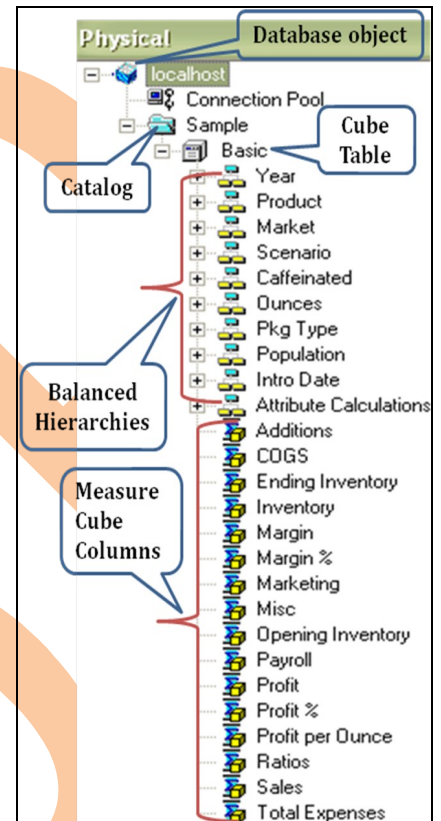 Physical
Database object
localhost
Connection Pool
Sample
Cube
Table
Basic
Catalog
Year
Product
Market
Scenario
Caffeinated
Ounces
Pkg Type
Population
Intro Date
Attribute Calculations
Balanced
Hierarchies
Additions
COGS
Ending Inventory
Inventory
Margin
Margin %
Marketing
Misc
Opening Inventory
Payroll
Profit
Profit %
Profit per Ounce
Ratios
Sales
Total Expenses
Measure
Cube
Columns